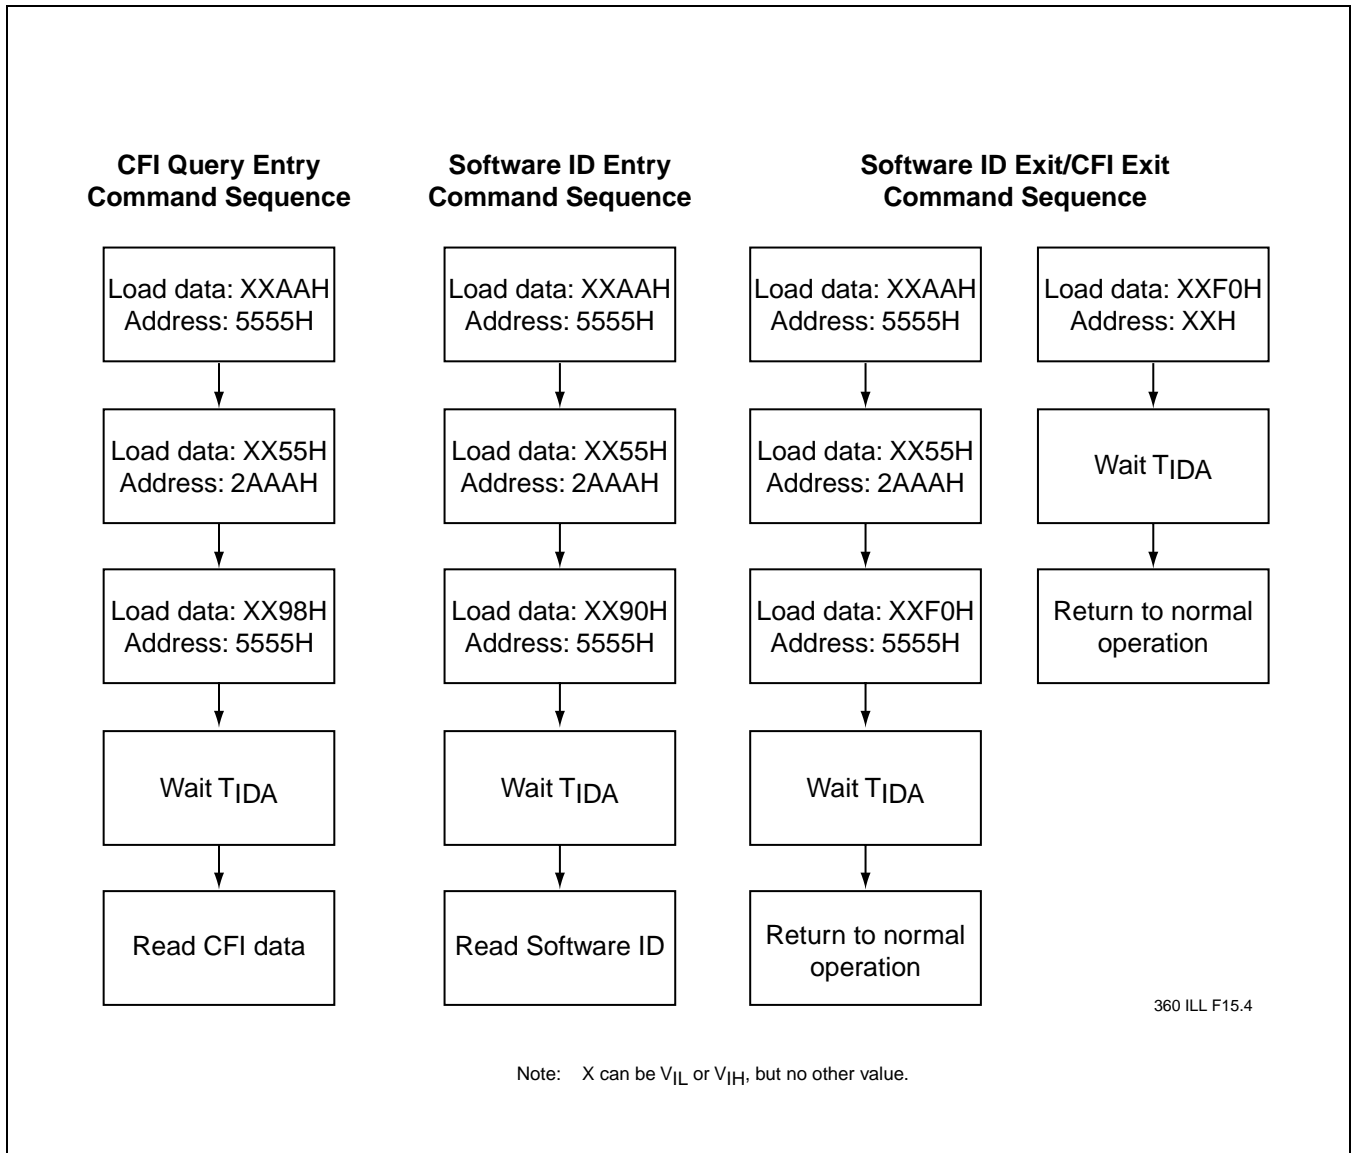 CFI Query Entry
Command Sequence
Load data: XXAAH
Address: 5555H
Load data: XX55H
Address: 2AAAH
Load data: XX98H
Address: 5555H
Wait TIDA
Read CFI data
Software ID Entry
Command Sequence
Load data: XXAAH
Address: 5555H
Load data: XX55H
Address: 2AAAH
Load data: XX90H
Address: 5555H
Wait TIDA
Read Software ID
Software ID Exit/CFI Exit
Command Sequence
Load data: XXAAH
Address: 5555H
Load data: XX55H
Address: 2AAAH
Load data: XXF0H
Address: 5555H
Wait TIDA
Return to normal
operation
Load data: XXF0H
Address: XXH
Wait TIDA
Return to normal
operation
360 ILL F15.4
Note: X can be VIL or VIH, but no other value.